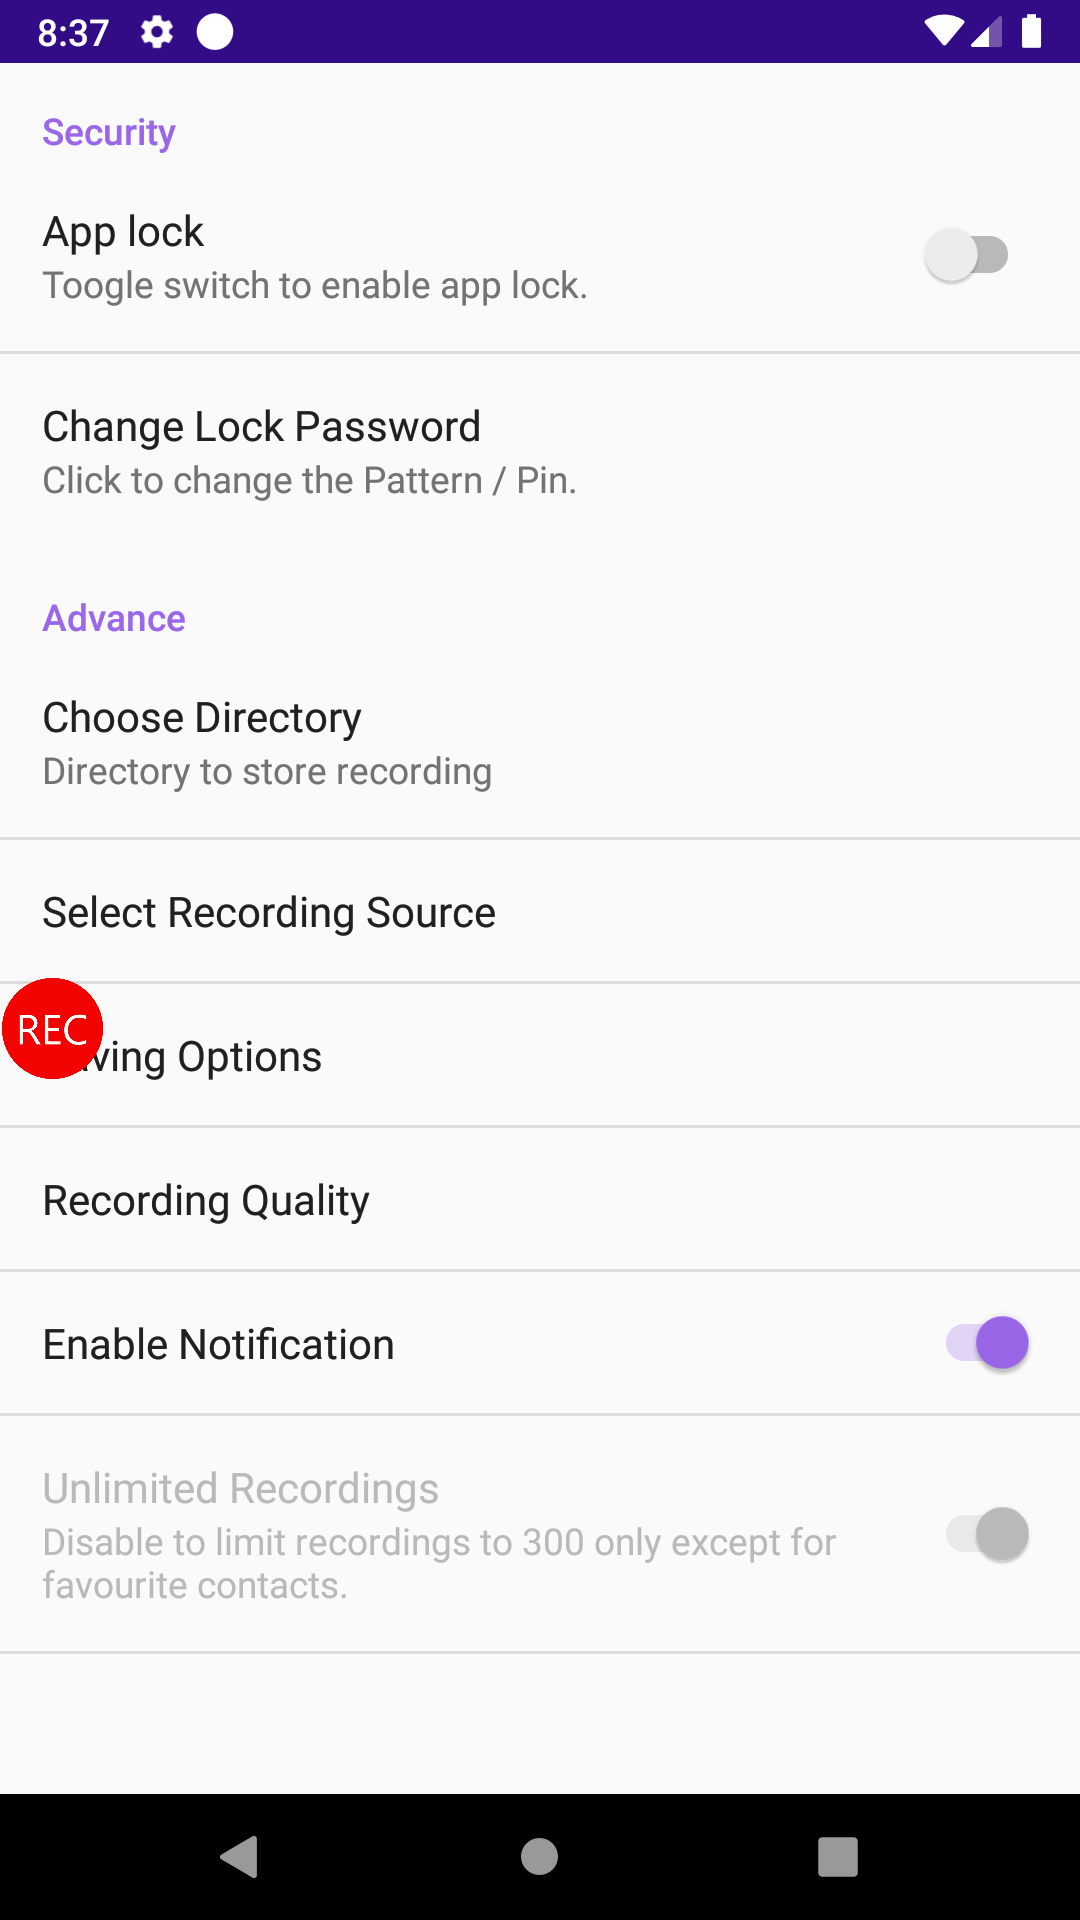 8:37
Security
App lock
Toogle switch to enable app lock.
Change Lock Password
Click to change the Pattern / Pin.
Advance
Choose Directory
Directory to store recording
Select Recording Source
REC
Options
Recording Quality
Enable Notification
Unlimited Recordings
Disable to limit recordings to 300 only except for
favourite contacts.